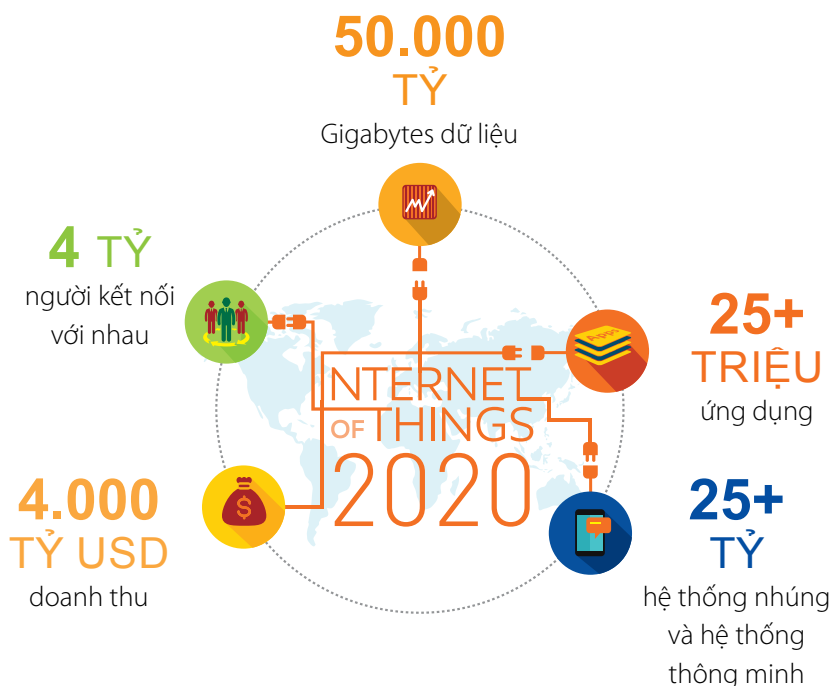 50.000
TỶ
Gigabytes dữ liệu
4 TỶ
người kết nối
với nhau
Apps
25+
TRIỆU
ứng dụng
INTERNET
OF THINGS
2020
4.000
TỶ USD
doanh thu
$
25+
TỶ
hệ thống nhúng
và hệ thống
thông minh